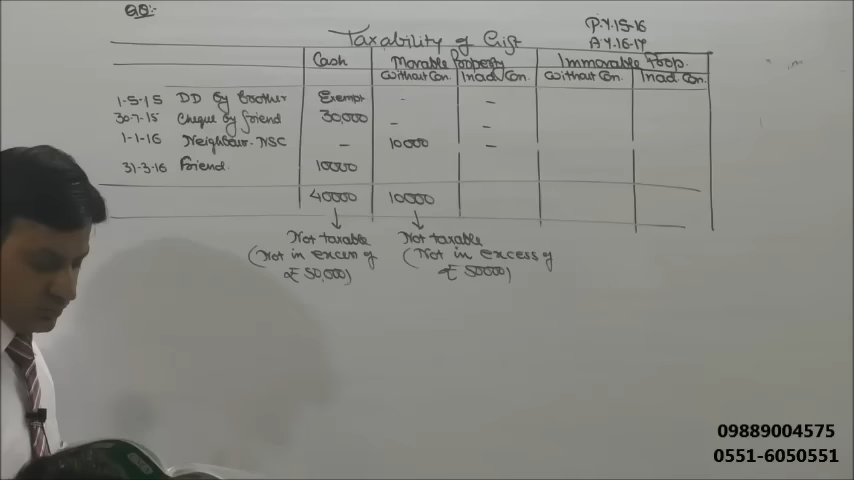 Taxability of Gift
P.Y.15-16
A.Y.16-17
Cash Movable Property Immovable Prop.
Without Con. Inad. Con. Without Con. Inad Con.
1-5-15 DD By brother Exempt - -
30-7-15 Cheque By friend 30,000 - -
1-1-16 Neighbour - NSC - 10000 -
31-3-16 Friend 10000
40000 10000
↓ ↓
Not taxable Not taxable
(Not in excess of (Not in excess of
₹ 50,000) ₹ 50000)
09889004575
0551-6050551